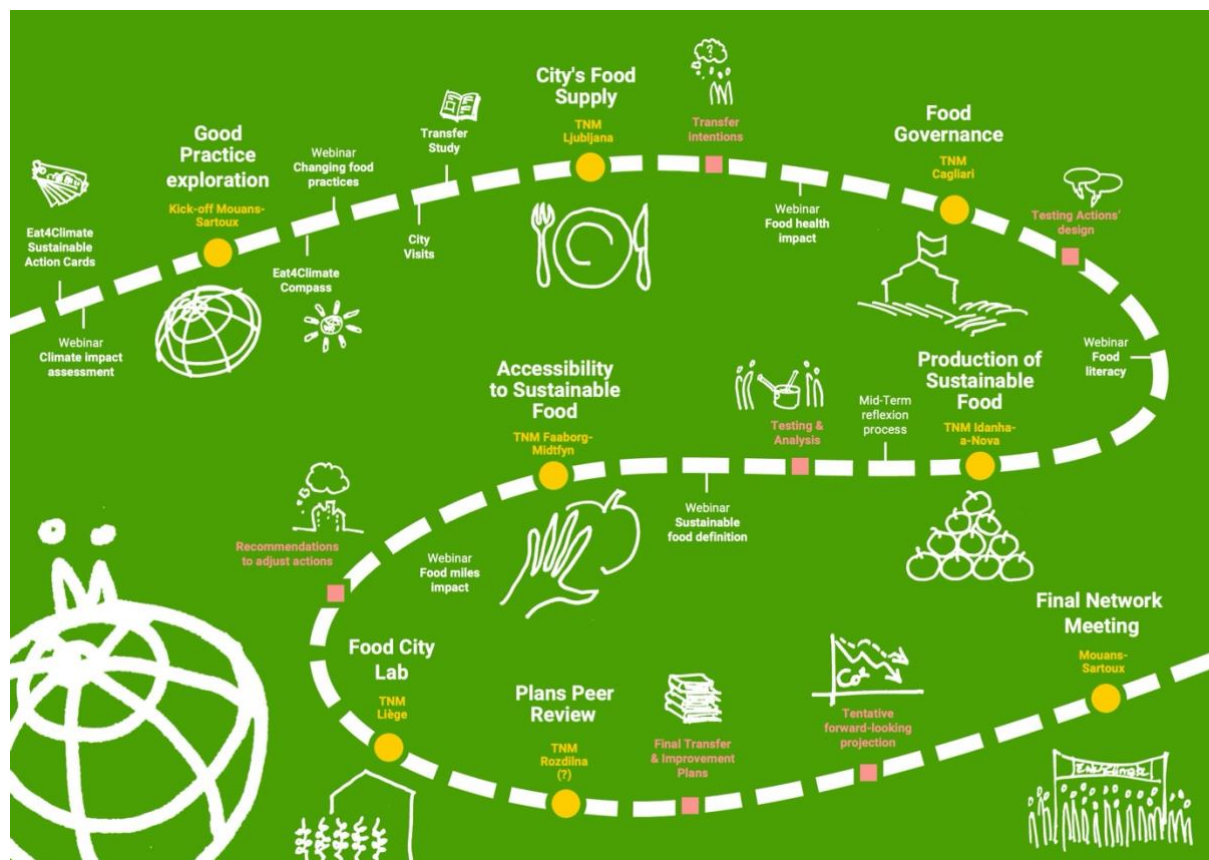 Eat4Climate
Sustainable
Action Cards
Webinar
Climate impact
assessment
Good
Practice
exploration
Kick-off Mouans-
Sartoux
Eat4Climate
Compass
Webinar
Changing food
practices
City
Visits
Transfer
Study
City's Food
Supply
TNM
Ljubljana
Transfer
intentions
Webinar
Food health
impact
Food
Governance
TNM
Cagliari
Testing Actions'
design
Webinar
Food
literacy
Production of
Sustainable
Food
TNM Idanha-
a-Nova
Mid-Term
reflexion
process
Testing &
Analysis
Webinar
Sustainable
food definition
Accessibility
to Sustainable
Food
TNM Faaborg-
Midtfyn
Webinar
Food miles
impact
Recommendations
to adjust actions
Food City
Lab
TNM
Liège
Plans Peer
Review
TNM
Rozdilna
(?)
Final Transfer
& Improvement
Plans
Co²
Tentative
forward-looking
projection
Final Network
Meeting
Mouans-
Sartoux